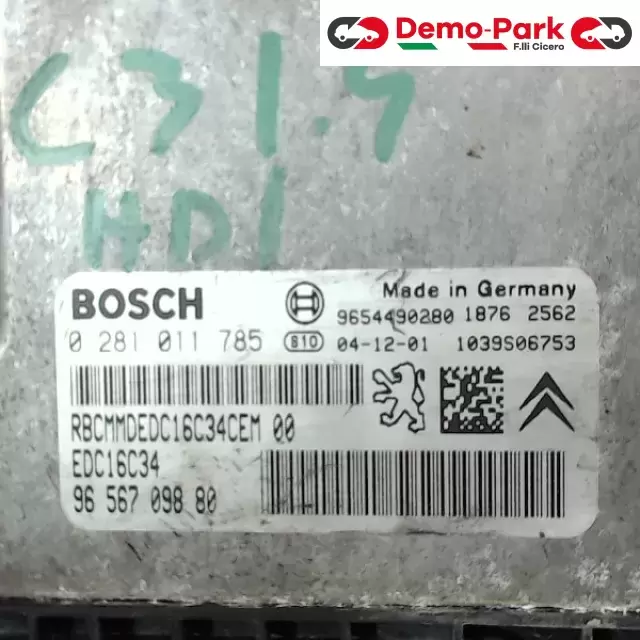 Demo-Park
F.lli Cicero
C3 1.4
HDI
BOSCH
Made in Germany
9654490280 1876 2562
0 281 011 785 S10 04-12-01 1039S06753
RBCMMDEDC16C34CEM 00
EDC16C34
96 567 098 80